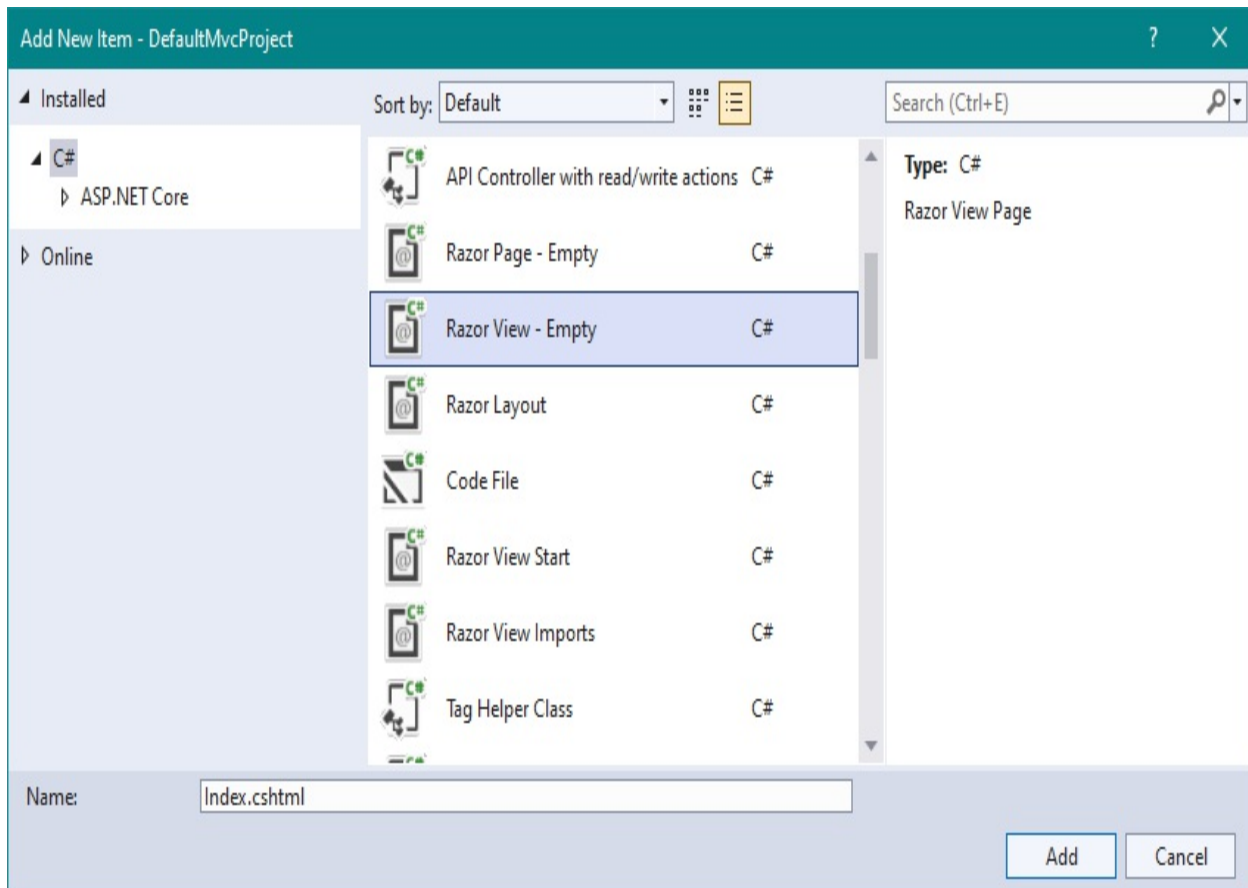 Add New Item - DefaultMvcProject
? X
Installed
C#
ASP.NET Core
Online
Sort by: Default
API Controller with read/write actions C#
Razor Page - Empty C#
Razor View - Empty C#
Razor Layout C#
Code File C#
Razor View Start C#
Razor View Imports C#
Tag Helper Class C#
Search (Ctrl+E)
Type: C#
Razor View Page
Name: Index.cshtml
Add Cancel